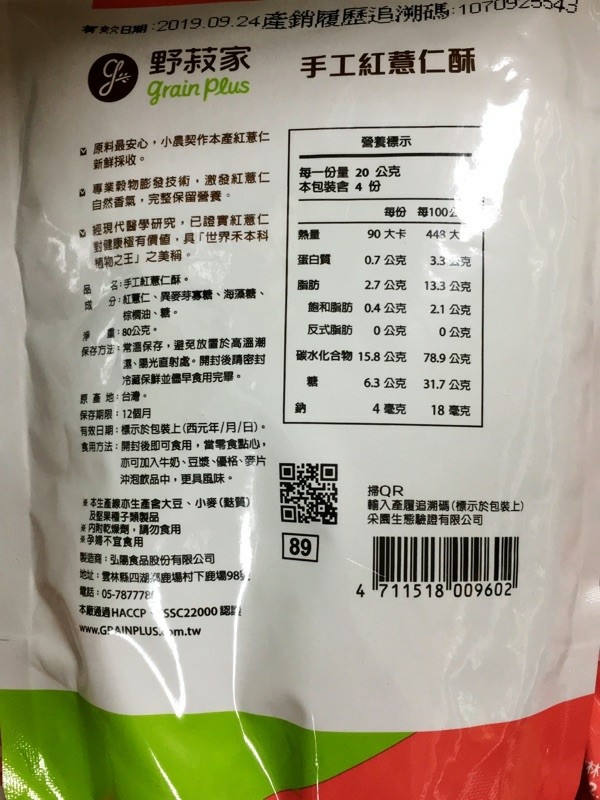 有效日期:2019.09.24產銷履歷追溯碼:1070925543
野菽家
grain Plus
手工紅薏仁酥
原料最安心,小農契作本產紅薏仁
新鮮採收。
專業穀物膨發技術,激發紅薏仁
自然香氣,完整保留營養。
經現代醫學研究,已證實紅薏仁
對健康極有價值,具「世界禾本科
植物之王」之美稱。
品 名:手工紅薏仁酥。
成 分:紅薏仁、異麥芽寡糖、海藻糖、
棕櫚油、糖。
淨 重:80公克。
保存方法:常溫保存,避免放置於高溫潮
濕、陽光直射處。開封後請密封
冷藏保鮮並儘早食用完畢。
原 產 地:台灣。
保存期限:12個月
有效日期:標示於包裝上(西元年/月/日)。
食用方法:開封後即可食用,當零食點心,
亦可加入牛奶、豆漿、優格、麥片
沖泡飲品中,更具風味。
※本生產線亦生產含大豆、小麥(麩質)
及堅果種子類製品
※內附乾燥劑,請勿食用
※孕婦不宜食用
製造商:弘陽食品股份有限公司
地址:雲林縣四湖鄉鹿場村下鹿場98號
電話:05-787778
本廠通過HACCP、FSSC22000 認證
www.GRAINPLUS.com.tw
營養標示
每一份量 20 公克
本包裝含 4 份
每份 每100公
熱量 90 大卡 448 大
蛋白質 0.7 公克 3.3 公克
脂肪 2.7 公克 13.3 公克
飽和脂肪 0.4 公克 2.1 公克
反式脂肪 0 公克 0 公克
碳水化合物 15.8 公克 78.9 公克
糖 6.3 公克 31.7 公克
鈉 4 毫克 18 毫克
89
掃QR
輸入產履追溯碼(標示於包裝上)
采園生態驗證有限公司
4 711518 009602
林